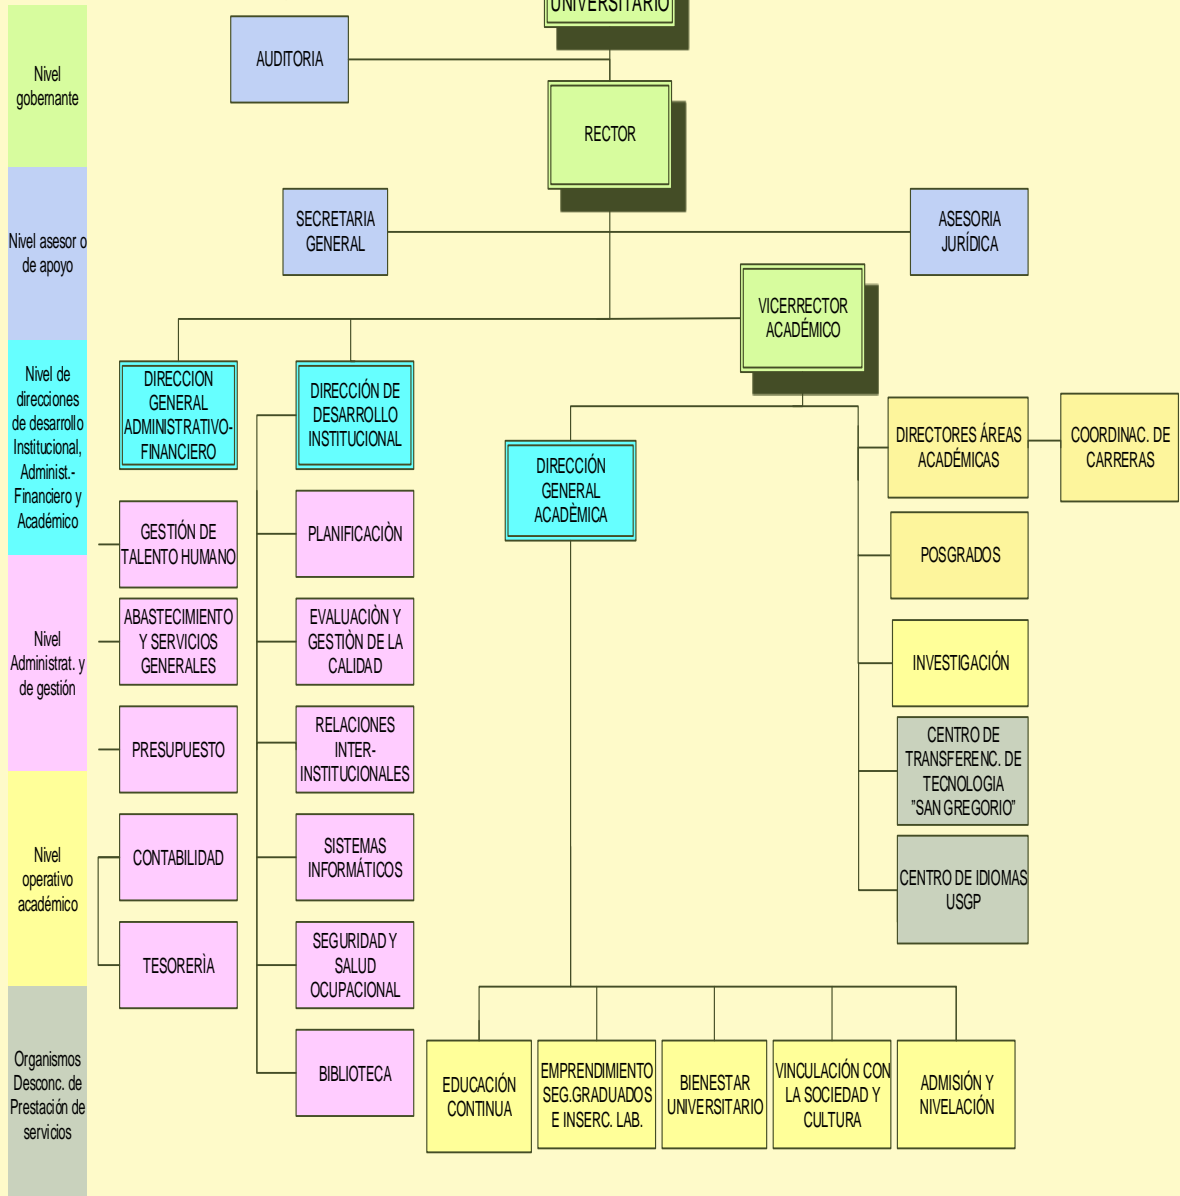 UNIVERSITARIO
AUDITORIA
Nivel
gobernante
RECTOR
SECRETARIA
GENERAL
ASESORIA
JURÍDICA
Nivel asesor o
de apoyo
VICERRECTOR
ACADÉMICO
Nivel de
direcciones
de desarrollo
Institucional,
Administ.-
Financiero y
Académico
DIRECCION
GENERAL
ADMINISTRATIVO-
FINANCIERO
DIRECCIÓN DE
DESARROLLO
INSTITUCIONAL
DIRECCIÓN
GENERAL
ACADÈMICA
DIRECTORES ÁREAS
ACADÉMICAS
COORDINAC. DE
CARRERAS
GESTIÓN DE
TALENTO HUMANO
PLANIFICACIÒN
POSGRADOS
Nivel
Administrat. y
de gestión
ABASTECIMIENTO
Y SERVICIOS
GENERALES
EVALUACIÒN Y
GESTIÒN DE LA
CALIDAD
INVESTIGACIÓN
PRESUPUESTO
RELACIONES
INTER-
INSTITUCIONALES
CENTRO DE
TRANSFERENC. DE
TECNOLOGIA
"SAN GREGORIO"
Nivel
operativo
académico
CONTABILIDAD
SISTEMAS
INFORMÁTICOS
CENTRO DE IDIOMAS
USGP
TESORERÌA
SEGURIDAD Y
SALUD
OCUPACIONAL
Organismos
Desconc. de
Prestación de
servicios
BIBLIOTECA
EDUCACIÓN
CONTINUA
EMPRENDIMIENTO
SEG.GRADUADOS
E INSERC. LAB.
BIENESTAR
UNIVERSITARIO
VINCULACIÓN CON
LA SOCIEDAD Y
CULTURA
ADMISIÓN Y
NIVELACIÓN